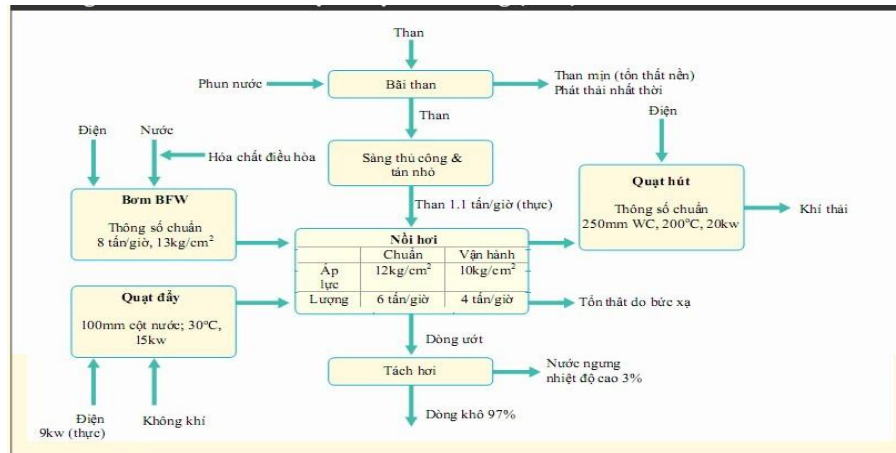 Than
Phun nước
Bãi than
Than mịn (tổn thất nền)
Phát thải nhất thời
Than
Điện
Điện
Nước
Hóa chất điều hòa
Sàng thủ công &
tán nhỏ
Quạt hút
Thông số chuẩn
250mm WC, 200°C, 20kw
Khí thải
Than 1.1 tấn/giờ (thực)
Bơm BFW
Thông số chuẩn
8 tấn/giờ, 13kg/cm²
Nồi hơi
Chuẩn Vận hành
Áp lực 12kg/cm² 10kg/cm²
Lượng 6 tấn/giờ 4 tấn/giờ
Quạt đẩy
100mm cột nước; 30°C,
15kw
Tổn thât do bức xạ
Dòng ướt
Tách hơi
Nước ngưng
nhiệt độ cao 3%
Điện
9kw (thực)
Không khí
Dòng khô 97%